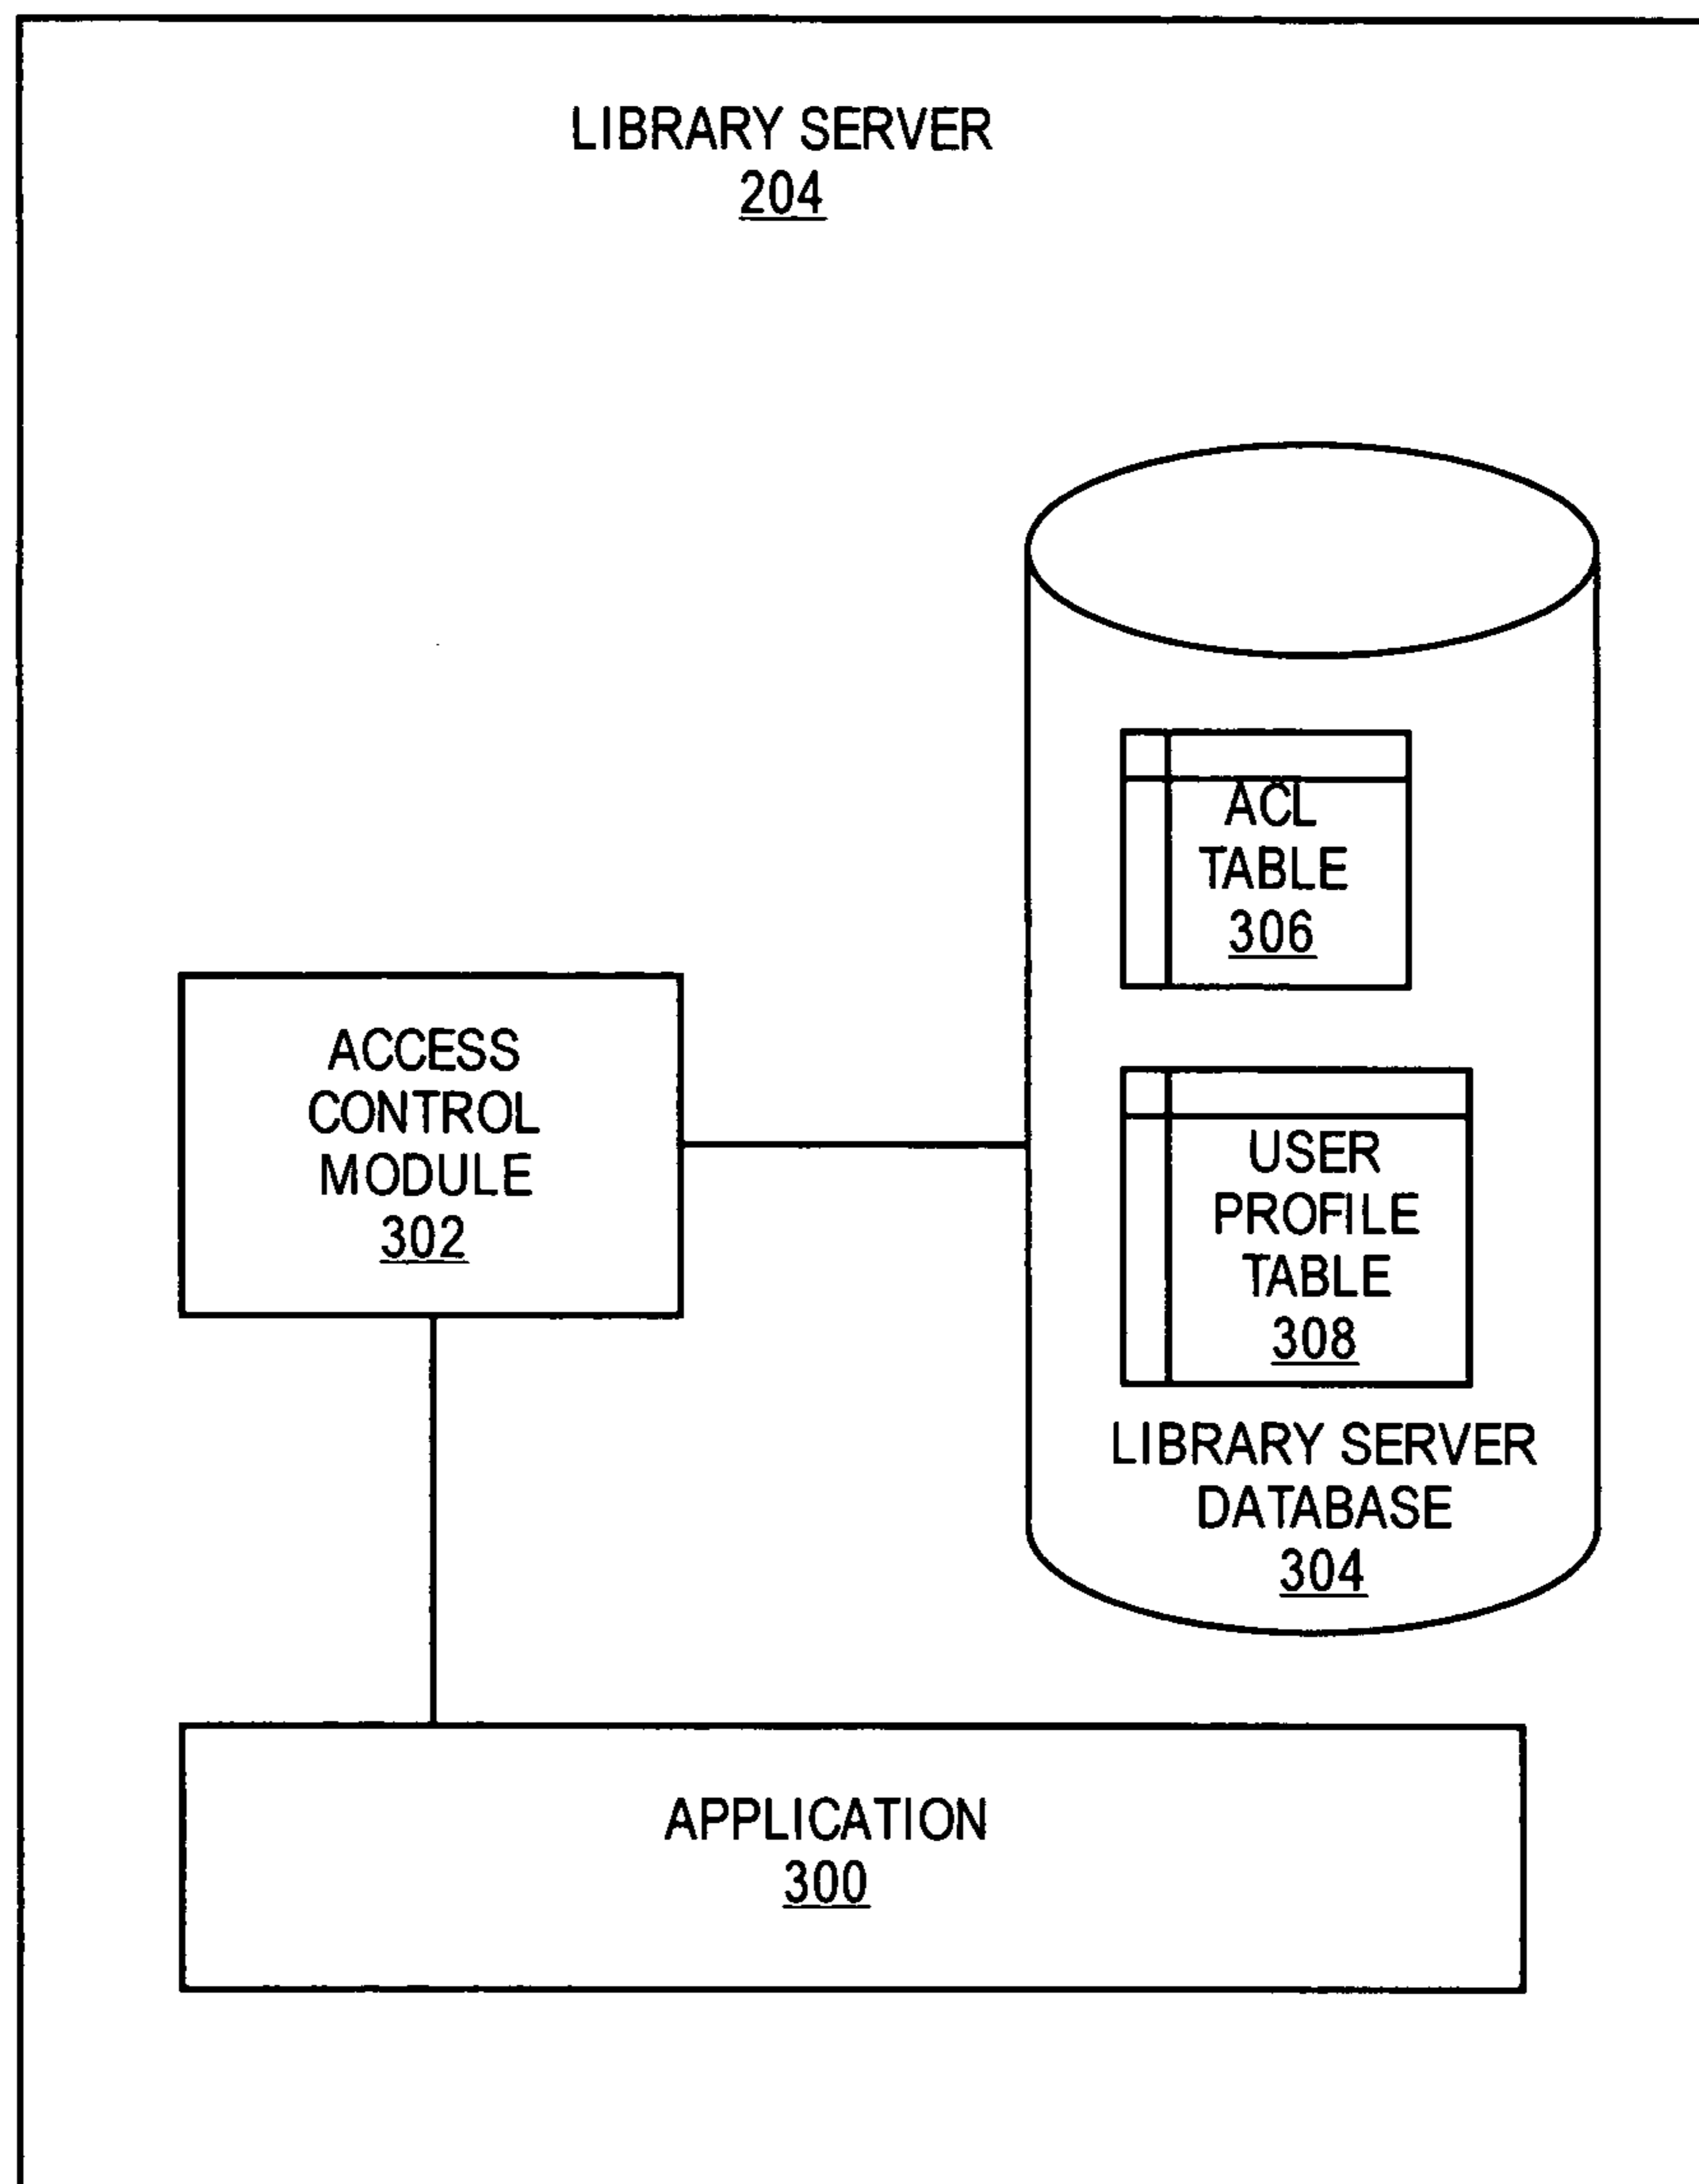 LIBRARY SERVER
204
ACL
TABLE
306
ACCESS
CONTROL
MODULE
302
USER
PROFILE
TABLE
308
LIBRARY SERVER
DATABASE
304
APPLICATION
300